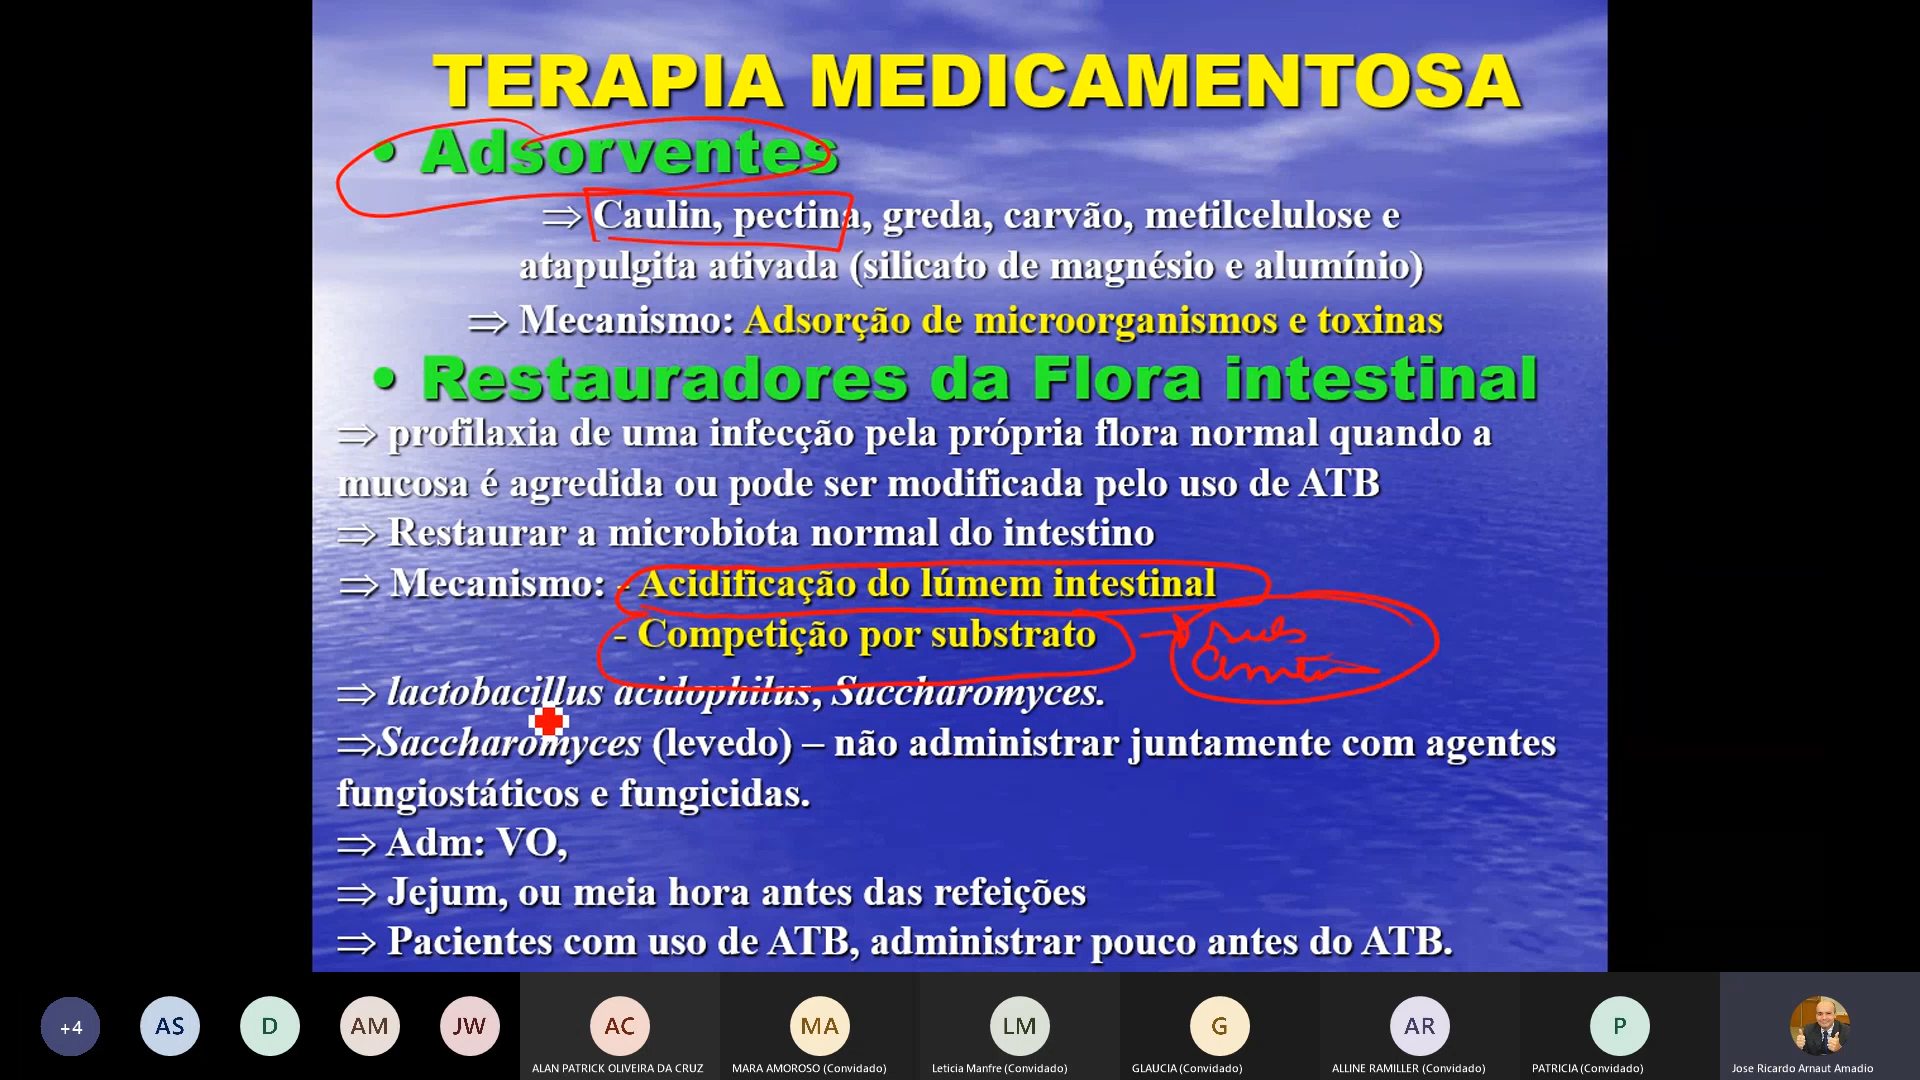 TERAPIA MEDICAMENTOSA
• Adsorventes
⇒ Caulin, pectina, greda, carvão, metilcelulose e
atapulgita ativada (silicato de magnésio e alumínio)
⇒ Mecanismo: Adsorção de microorganismos e toxinas
• Restauradores da Flora intestinal
⇒ profilaxia de uma infecção pela própria flora normal quando a
mucosa é agredida ou pode ser modificada pelo uso de ATB
⇒ Restaurar a microbiota normal do intestino
⇒ Mecanismo: - Acidificação do lúmem intestinal
- Competição por substrato
⇒ lactobacillus acidophilus, Saccharomyces.
⇒Saccharomyces (levedo) – não administrar juntamente com agentes
fungiostáticos e fungicidas.
⇒ Adm: VO,
⇒ Jejum, ou meia hora antes das refeições
⇒ Pacientes com uso de ATB, administrar pouco antes do ATB.
+4 AS D AM JW AC MA LM G AR P
ALAN PATRICK OLIVEIRA DA CRUZ MARA AMOROSO (Convidado) Leticia Manfre (Convidado) GLAUCIA (Convidado) ALLINE RAMILLER (Convidado) PATRICIA (Convidado) Jose Ricardo Arnaut Amadio